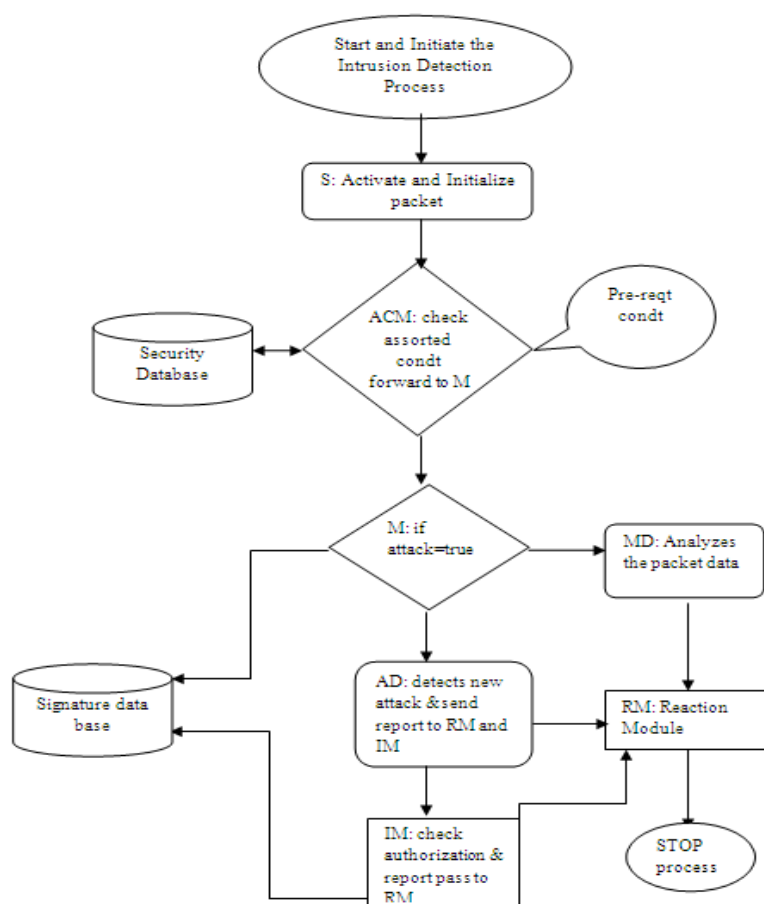 Start and Initiate the
Intrusion Detection
Process
S: Activate and Initialize
packet
Pre-reqt
condt
ACM: check
assorted
condt
forward to M
Security
Database
M: if
attack=true
MD: Analyzes
the packet data
AD: detects new
attack & send
report to RM and
IM
RM: Reaction
Module
Signature data
base
IM: check
authorization &
report pass to
RM
STOP
process